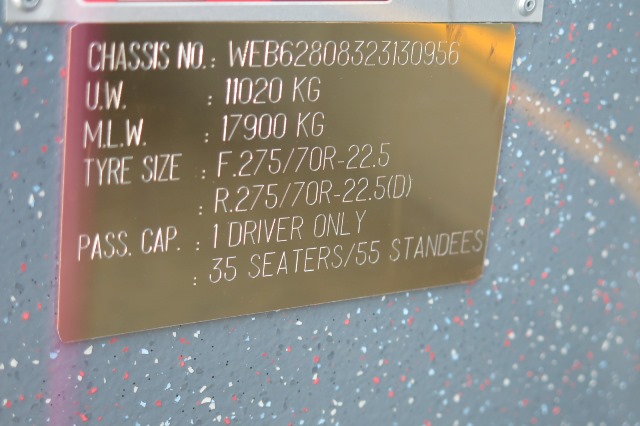 CHASSIS NO.: WEB62808323130956
U.W. : 11020 KG
M.L.W. : 17900 KG
TYRE SIZE : F.275/70R-22.5
: R.275/70R-22.5(D)
PASS. CAP. : 1 DRIVER ONLY
: 35 SEATERS/55 STANDEES